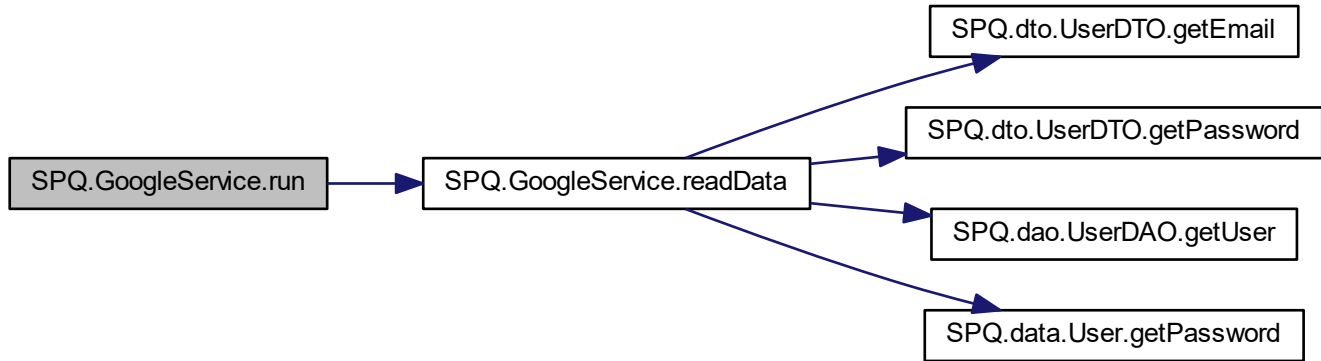 SPQ.GoogleService.run
SPQ.GoogleService.readData
SPQ.dto.UserDTO.getEmail
SPQ.dto.UserDTO.getPassword
SPQ.dao.UserDAO.getUser
SPQ.data.User.getPassword